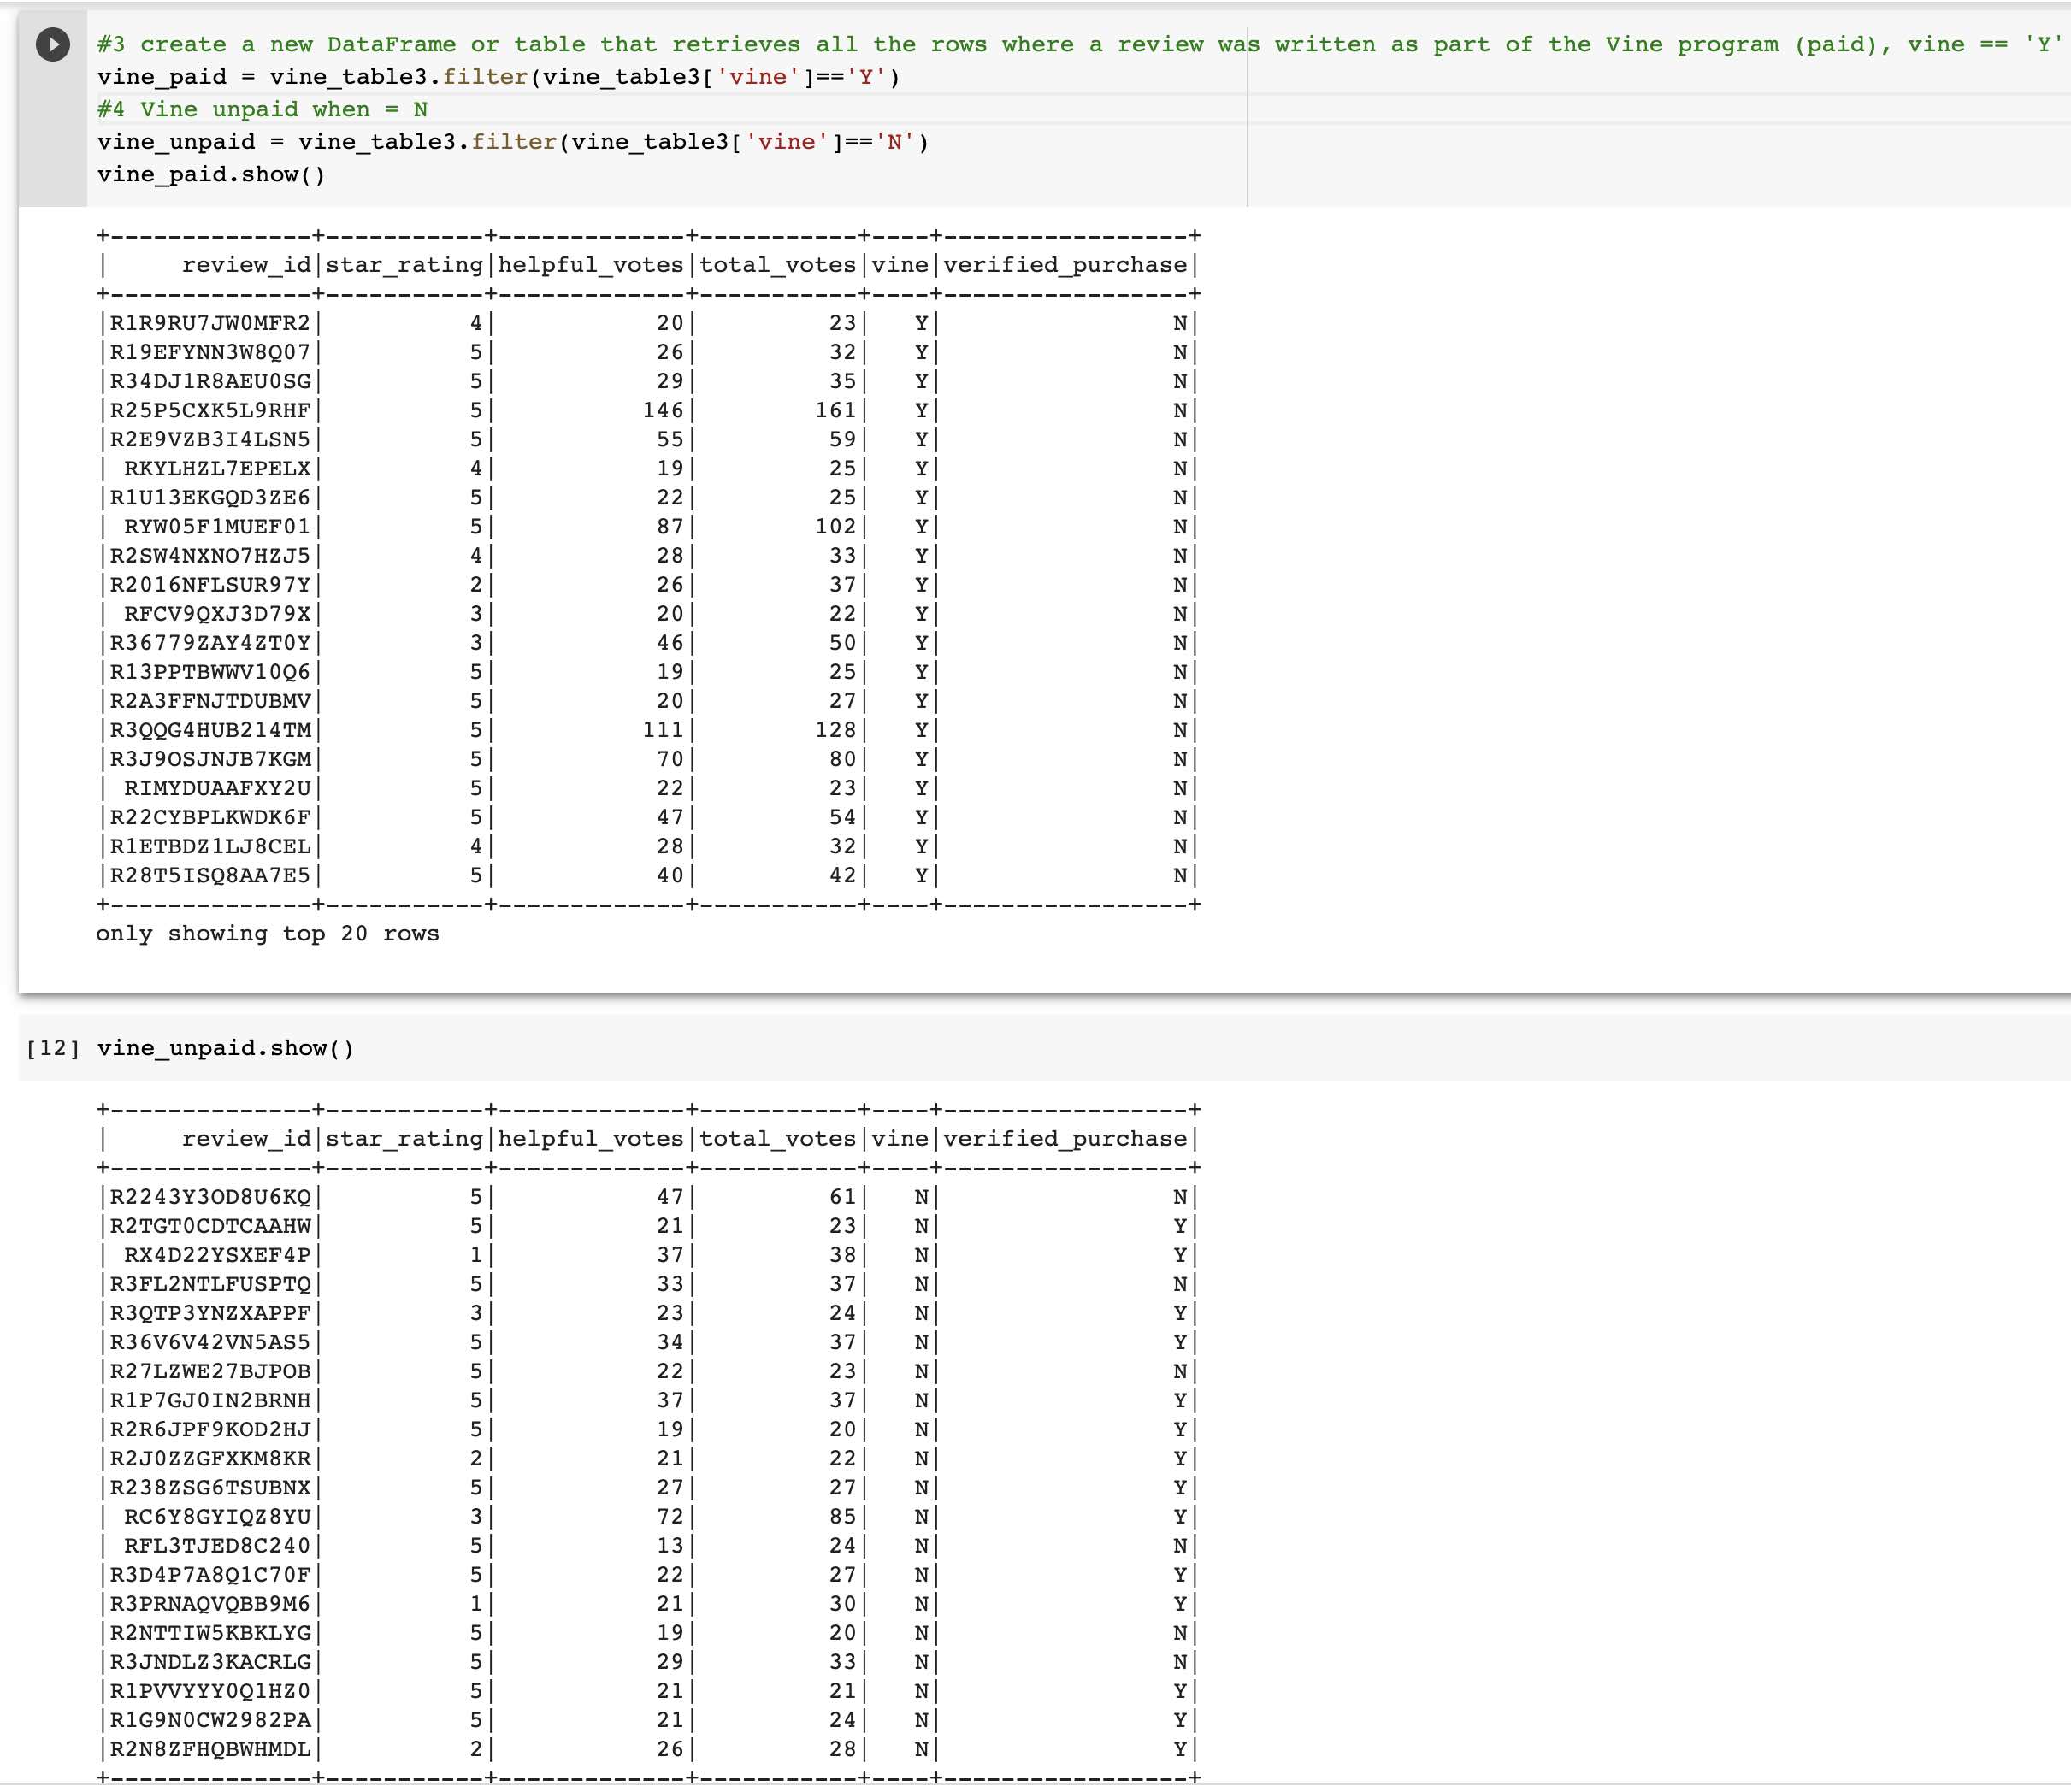 #3 create a new DataFrame or table that retrieves all the rows where a review was written as part of the Vine program (paid), vine == 'Y'
vine_paid = vine_table3.filter(vine_table3['vine']=='Y')
#4 Vine unpaid when = N
vine_unpaid = vine_table3.filter(vine_table3['vine']=='N')
vine_paid.show()
+--------------+-----------+-------------+-----------+----+-----------------+
|     review_id|star_rating|helpful_votes|total_votes|vine|verified_purchase|
+--------------+-----------+-------------+-----------+----+-----------------+
|R1R9RU7JW0MFR2|          4|           20|         23|   Y|                N|
|R19EFYNN3W8Q07|          5|           26|         32|   Y|                N|
|R34DJ1R8AEU0SG|          5|           29|         35|   Y|                N|
|R25P5CXK5L9RHF|          5|          146|        161|   Y|                N|
|R2E9VZB3I4LSN5|          5|           55|         59|   Y|                N|
| RKYLHZL7EPELX|          4|           19|         25|   Y|                N|
|R1U13EKGQD3ZE6|          5|           22|         25|   Y|                N|
| RYW05F1MUEF01|          5|           87|        102|   Y|                N|
|R2SW4NXNO7HZJ5|          4|           28|         33|   Y|                N|
|R2016NFLSUR97Y|          2|           26|         37|   Y|                N|
| RFCV9QXJ3D79X|          3|           20|         22|   Y|                N|
|R36779ZAY4ZT0Y|          3|           46|         50|   Y|                N|
|R13PPTBWWV10Q6|          5|           19|         25|   Y|                N|
|R2A3FFNJTDUBMV|          5|           20|         27|   Y|                N|
|R3QQG4HUB214TM|          5|          111|        128|   Y|                N|
|R3J9OSJNJB7KGM|          5|           70|         80|   Y|                N|
| RIMYDUAAFXY2U|          5|           22|         23|   Y|                N|
|R22CYBPLKWDK6F|          5|           47|         54|   Y|                N|
|R1ETBDZ1LJ8CEL|          4|           28|         32|   Y|                N|
|R28T5ISQ8AA7E5|          5|           40|         42|   Y|                N|
+--------------+-----------+-------------+-----------+----+-----------------+
only showing top 20 rows
[12] vine_unpaid.show()
+--------------+-----------+-------------+-----------+----+-----------------+
|     review_id|star_rating|helpful_votes|total_votes|vine|verified_purchase|
+--------------+-----------+-------------+-----------+----+-----------------+
|R2243Y3OD8U6KQ|          5|           47|         61|   N|                N|
|R2TGT0CDTCAAHW|          5|           21|         23|   N|                Y|
| RX4D22YSXEF4P|          1|           37|         38|   N|                Y|
|R3FL2NTLFUSPTQ|          5|           33|         37|   N|                N|
|R3QTP3YNZXAPPF|          3|           23|         24|   N|                Y|
|R36V6V42VN5AS5|          5|           34|         37|   N|                Y|
|R27LZWE27BJPOB|          5|           22|         23|   N|                N|
|R1P7GJ0IN2BRNH|          5|           37|         37|   N|                Y|
|R2R6JPF9KOD2HJ|          5|           19|         20|   N|                Y|
|R2J0ZZGFXKM8KR|          2|           21|         22|   N|                Y|
|R238ZSG6TSUBNX|          5|           27|         27|   N|                Y|
| RC6Y8GYIQZ8YU|          3|           72|         85|   N|                Y|
| RFL3TJED8C240|          5|           13|         24|   N|                N|
|R3D4P7A8Q1C70F|          5|           22|         27|   N|                Y|
|R3PRNAQVQBB9M6|          1|           21|         30|   N|                Y|
|R2NTTIW5KBKLYG|          5|           19|         20|   N|                N|
|R3JNDLZ3KACRLG|          5|           29|         33|   N|                N|
|R1PVVYYY0Q1HZ0|          5|           21|         21|   N|                Y|
|R1G9N0CW2982PA|          5|           21|         24|   N|                Y|
|R2N8ZFHQBWHMDL|          2|           26|         28|   N|                Y|
+--------------+-----------+-------------+-----------+----+-----------------+